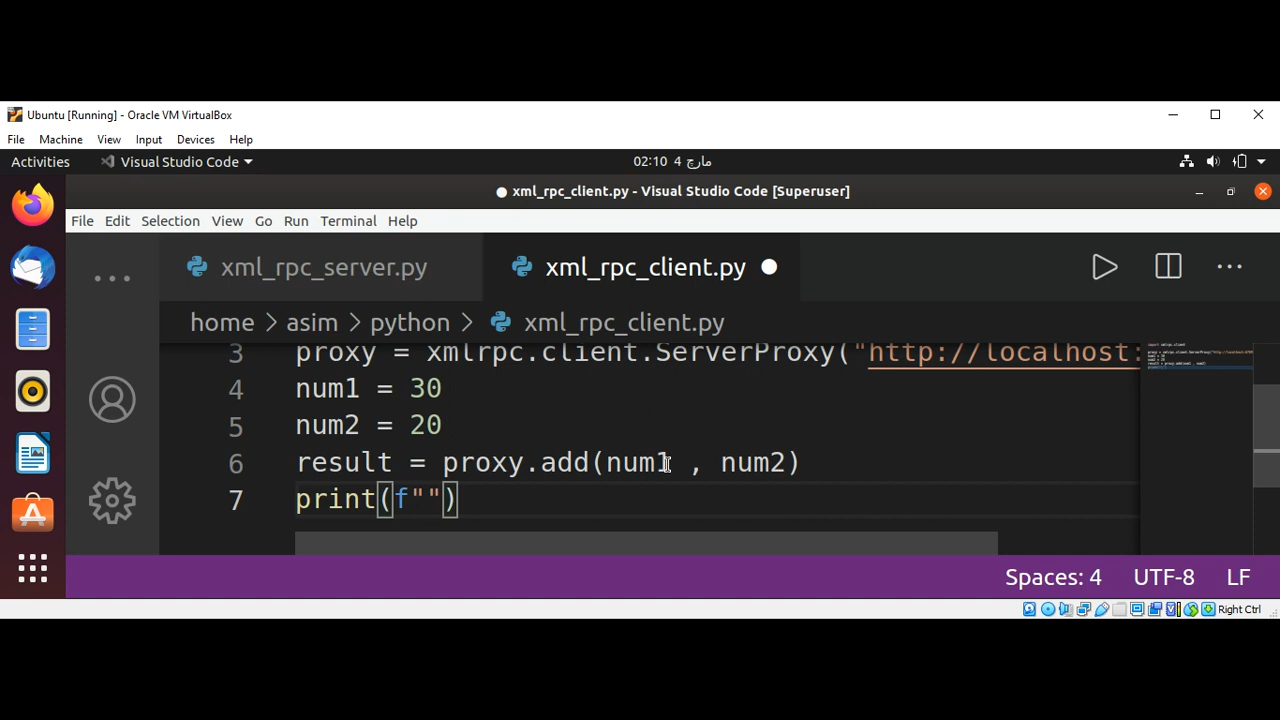 Ubuntu [Running] - Oracle VM VirtualBox
File Machine View Input Devices Help
Activities Visual Studio Code 02:10 4 مارچ
xml_rpc_client.py - Visual Studio Code [Superuser]
File Edit Selection View Go Run Terminal Help
xml_rpc_server.py xml_rpc_client.py
home > asim > python > xml_rpc_client.py
3 proxy = xmlrpc.client.ServerProxy("http://localhost:
4 num1 = 30
5 num2 = 20
6 result = proxy.add(num1 , num2)
7 print(f"")
Spaces: 4 UTF-8 LF
Right Ctrl